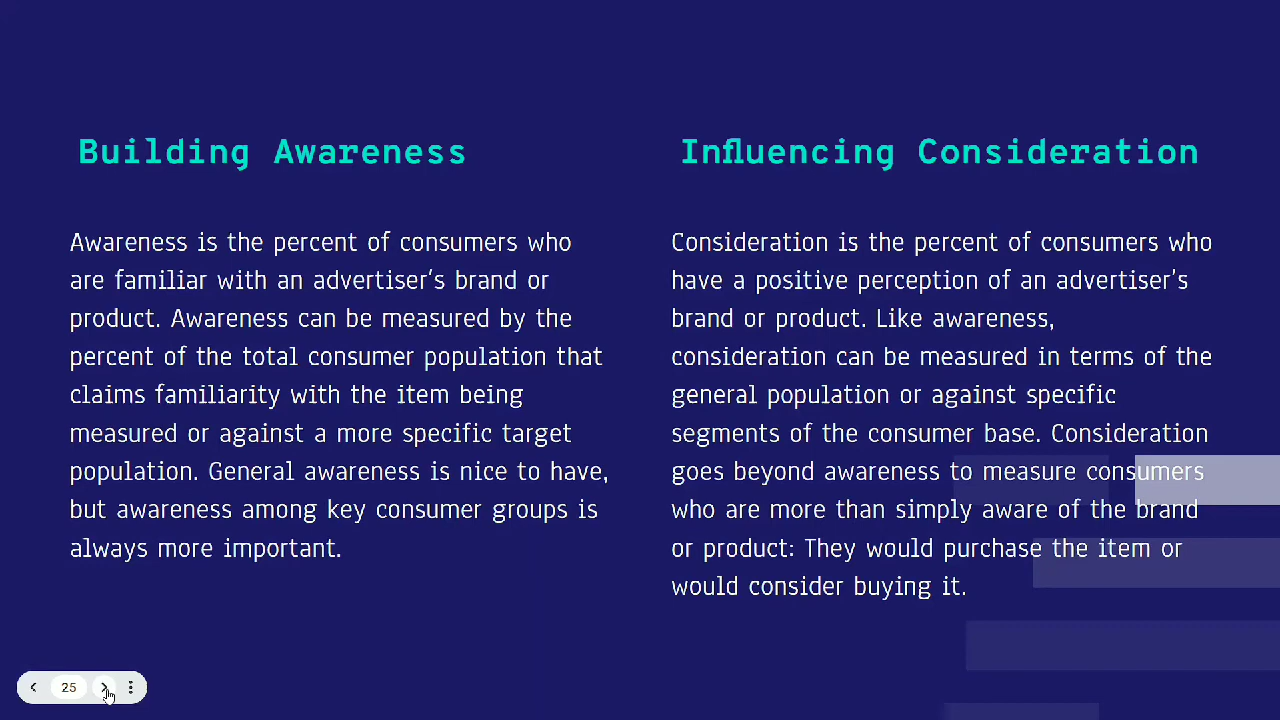 Building Awareness
Awareness is the percent of consumers who
are familiar with an advertiser‘s brand or
product. Awareness can be measured by the
percent of the total consumer population that
claims familiarity with the item being
measured or against a more specific target
population. General awareness is nice to have,
but awareness among key consumer groups is
always more important.
Influencing Consideration
Consideration is the percent of consumers who
have a positive perception of an advertiser’s
brand or product. Like awareness,
consideration can be measured in terms of the
general population or against specific
segments of the consumer base. Consideration
goes beyond awareness to measure consumers
who are more than simply aware of the brand
or product: They would purchase the item or
would consider buying it.
25